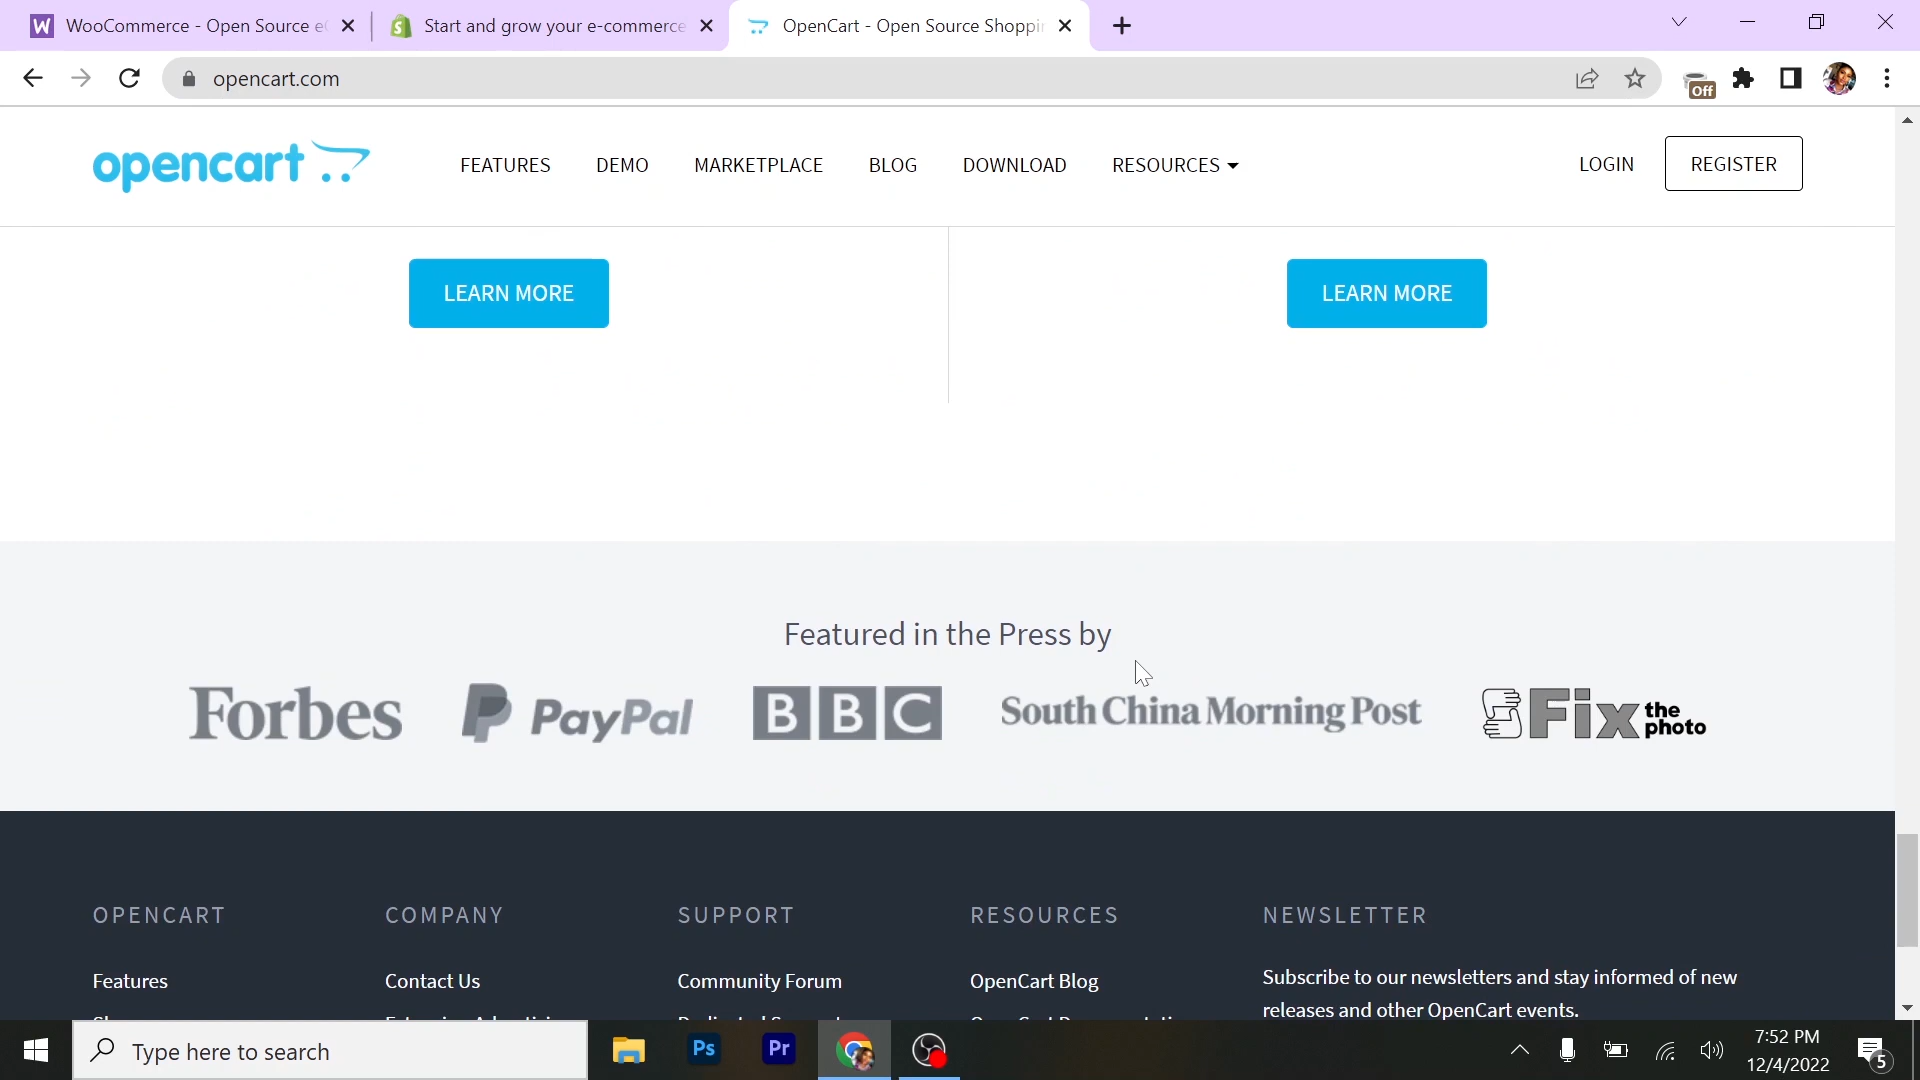 WooCommerce - Open Source e
Start and grow your e-commerce
OpenCart - Open Source Shoppi
opencart.com
Off
opencart
FEATURES
DEMO
MARKETPLACE
BLOG
DOWNLOAD
RESOURCES
LOGIN
REGISTER
LEARN MORE
LEARN MORE
Featured in the Press by
Forbes
PayPal
BBC
South China Morning Post
Fix the photo
OPENCART
COMPANY
SUPPORT
RESOURCES
NEWSLETTER
Features
Contact Us
Community Forum
OpenCart Blog
Subscribe to our newsletters and stay informed of new
releases and other OpenCart events.
Type here to search
Ps
Pr
7:52 PM
12/4/2022
5